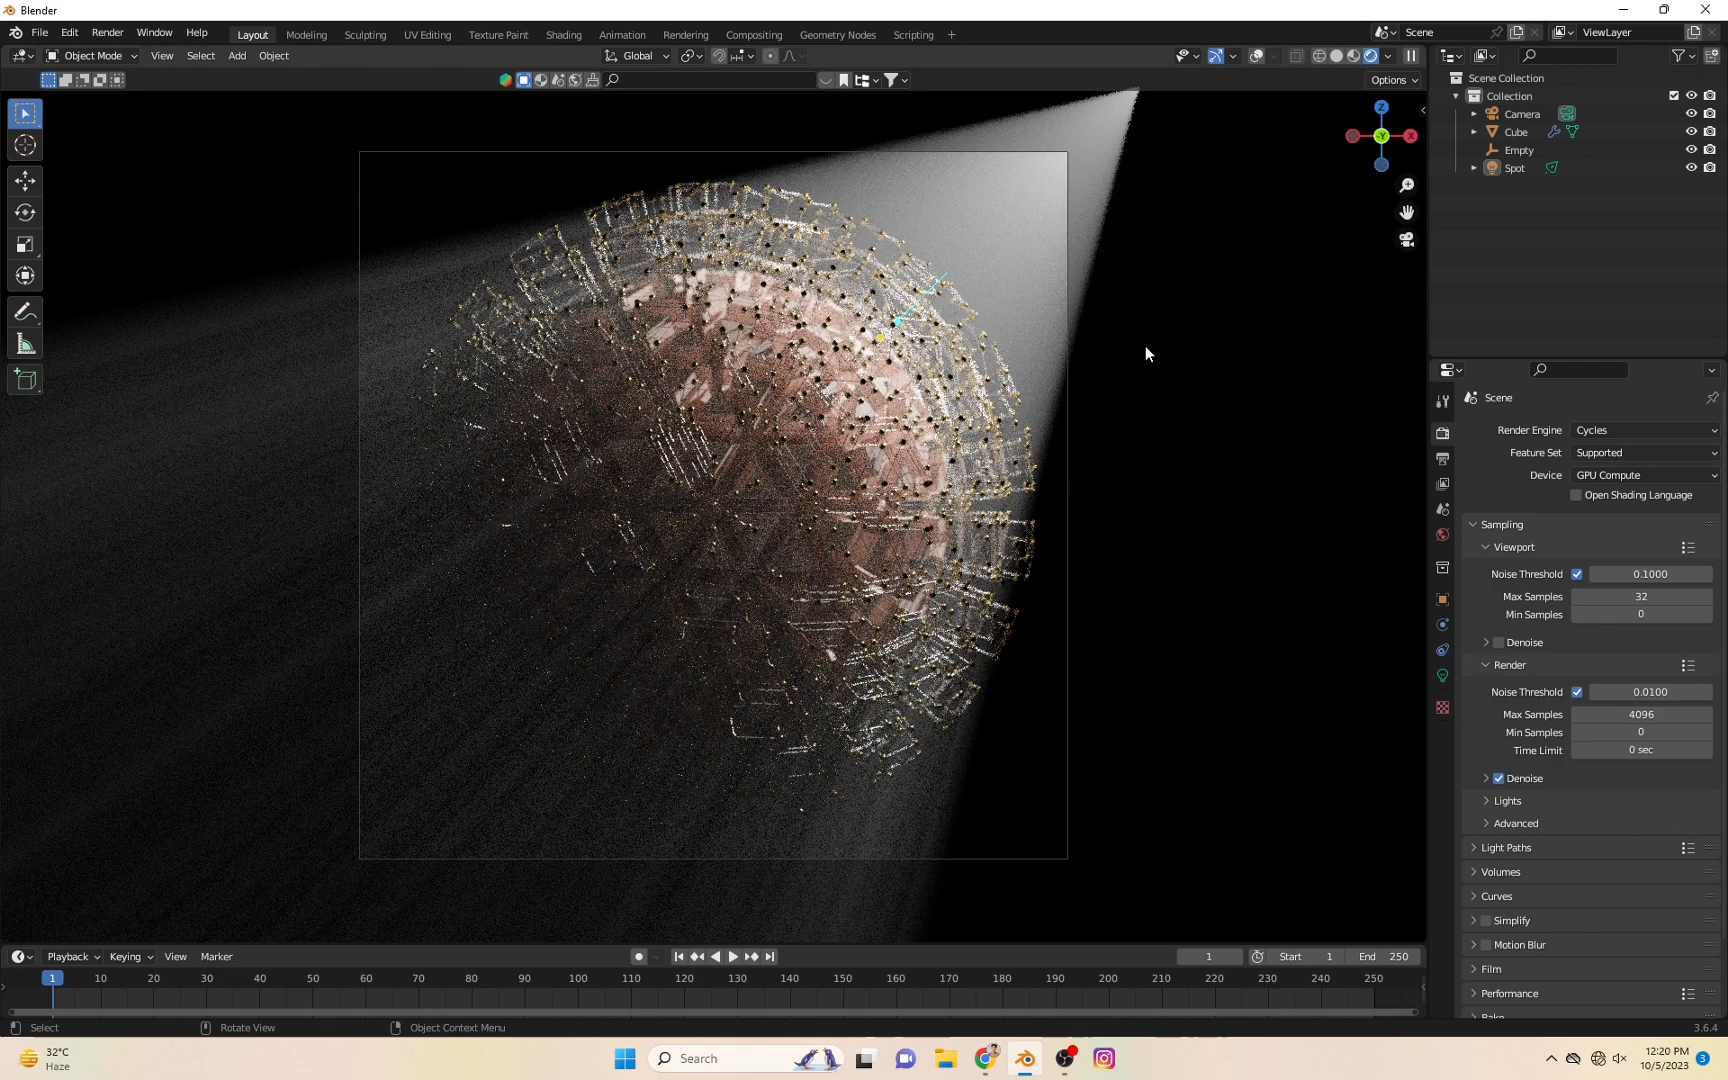 Blender
File Edit Render Window Help Layout Modeling Sculpting UV Editing Texture Paint Shading Animation Rendering Compositing Geometry Nodes Scripting + Scene ViewLayer
Object Mode View Select Add Object Global
Options
Scene Collection
Collection
Camera
Cube
Empty
Spot
Z
X
-Y
Scene
Render Engine Cycles
Feature Set Supported
Device GPU Compute
Open Shading Language
Sampling
Viewport
Noise Threshold 0.1000
Max Samples 32
Min Samples 0
Denoise
Render
Noise Threshold 0.0100
Max Samples 4096
Min Samples 0
Time Limit 0 sec
Denoise
Lights
Advanced
Light Paths
Volumes
Curves
Simplify
Motion Blur
Film
Performance
Bake
Playback Keying View Marker 1 Start 1 End 250
1 10 20 30 40 50 60 70 80 90 100 110 120 130 140 150 160 170 180 190 200 210 220 230 240 250
Select Rotate View Object Context Menu 3.6.4
32°C
Haze
Search
12:20 PM
10/5/2023
3